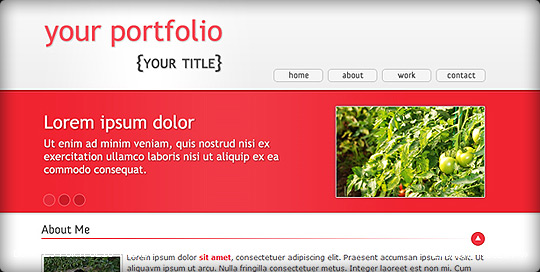 your portfolio
{YOUR TITLE}
home about work contact
Lorem ipsum dolor
Ut enim ad minim veniam, quis nostrud nisi ex
exercitation ullamco laboris nisi ut aliquip ex ea
commodo consequat.
About Me
Lorem ipsum dolor sit amet, consectetuer adipiscing elit. Praesent accumsan ipsum ut velit. Ut
aliquam ipsum ut arcu. Nulla fringilla consectetuer metus. Integer laoreet est non mi. Cum